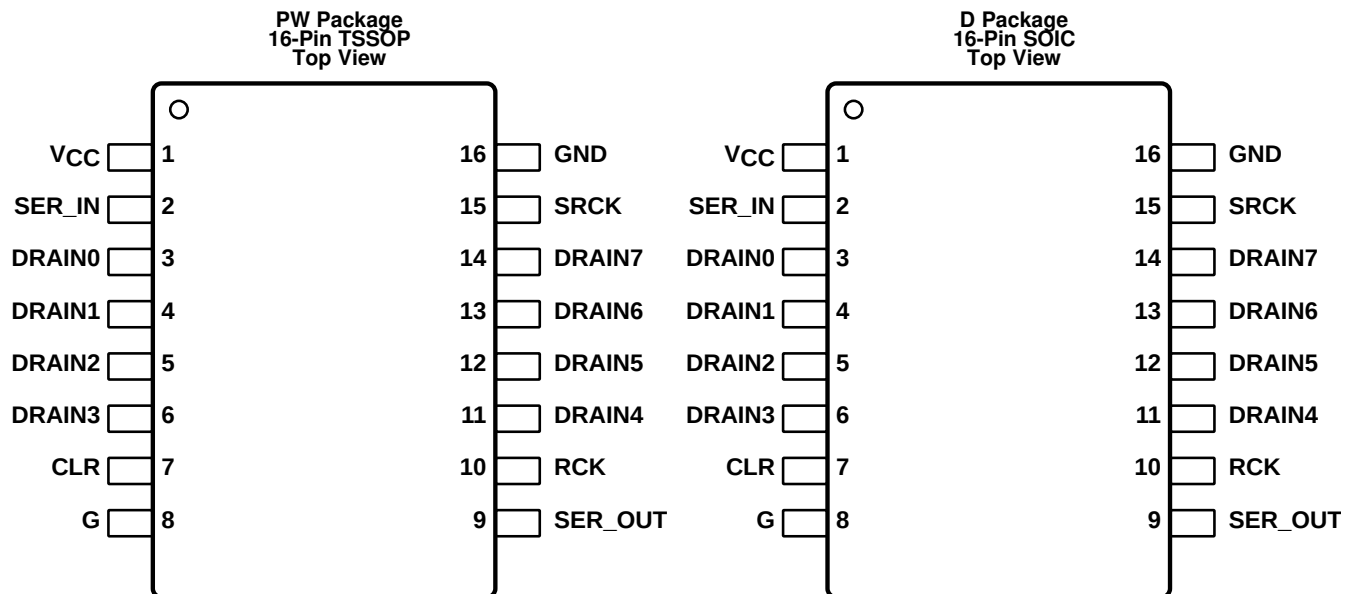 PW Package
16-Pin TSSOP
Top View
VCC 1 16 GND
SER_IN 2 15 SRCK
DRAIN0 3 14 DRAIN7
DRAIN1 4 13 DRAIN6
DRAIN2 5 12 DRAIN5
DRAIN3 6 11 DRAIN4
CLR 7 10 RCK
G 8 9 SER_OUT
D Package
16-Pin SOIC
Top View
VCC 1 16 GND
SER_IN 2 15 SRCK
DRAIN0 3 14 DRAIN7
DRAIN1 4 13 DRAIN6
DRAIN2 5 12 DRAIN5
DRAIN3 6 11 DRAIN4
CLR 7 10 RCK
G 8 9 SER_OUT